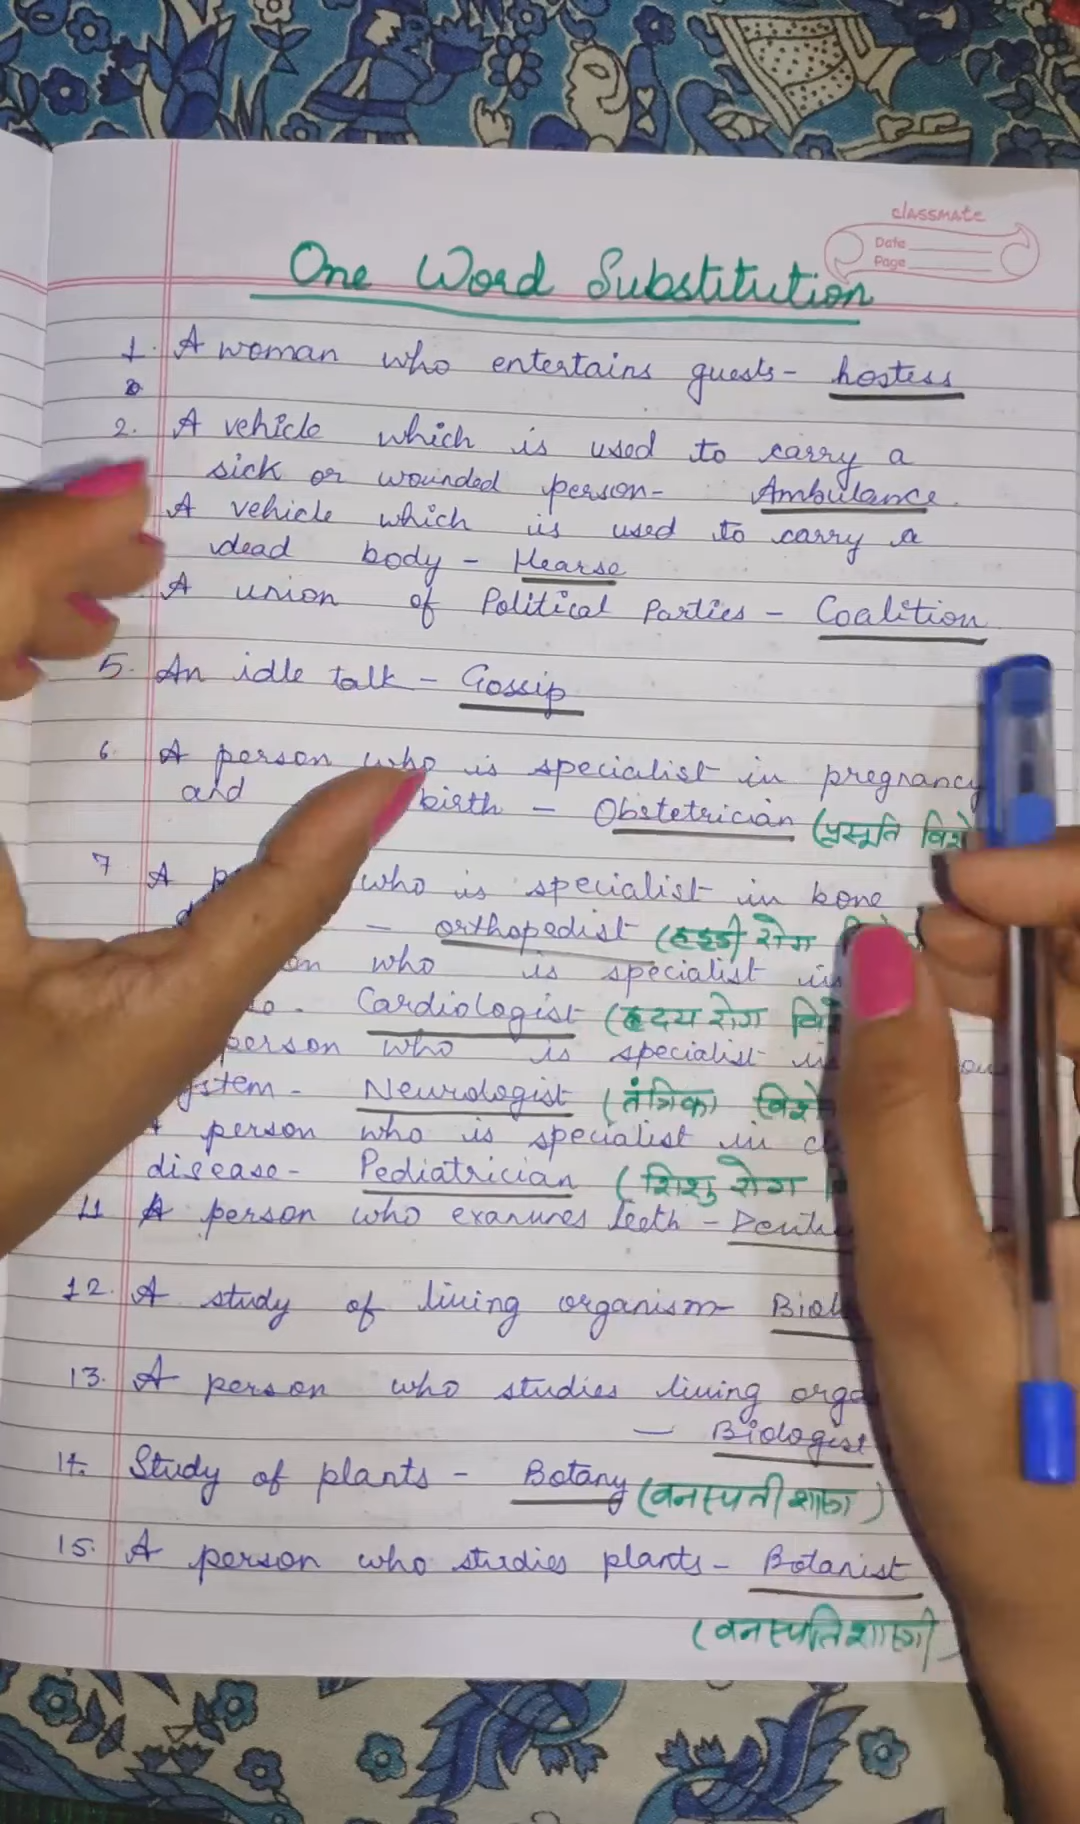 classmate
Date
Page
One Word Substitution
1. A woman who entertains guests- hostess
2. A vehicle which is used to carry a
sick or wounded person- Ambulance.
A vehicle which is used to carry a
dead body - Hearse
A union of Political Parties - Coalition
5. An idle talk - Gossip
6. A person who is specialist in pregnancy
and birth - Obstetrician (प्रसूति
7 A who is specialist in bone
- orthopedist (हड्डी रोग
who is specialist in
Cardiologist (हृदय रोग
person who is specialist
Neurologist (तंत्रिका
person who is specialist in
disease- Pediatrician (शिशु रोग
11 A person who examines teeth -
12. A study of living organism-
13. A person who studies living
- Biologist
14. Study of plants - Botany (वनस्पती शास्त्र)
15. A person who studies plants- Botanist
(वनस्पति शास्त्री)